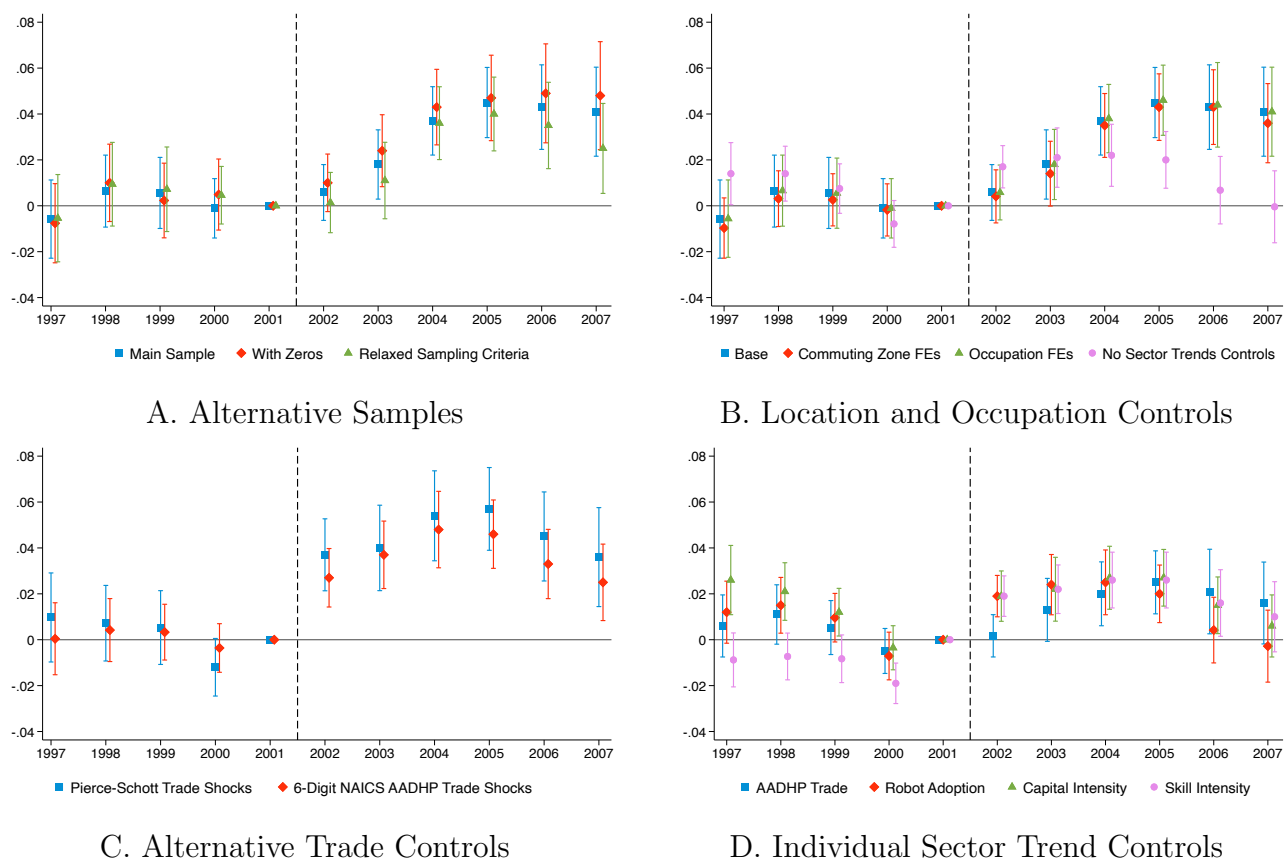 .08
.06
.04
.02
0
-.02
-.04
1997 1998 1999 2000 2001 2002 2003 2004 2005 2006 2007
Main Sample With Zeros Relaxed Sampling Criteria
A. Alternative Samples
.08
.06
.04
.02
0
-.02
-.04
1997 1998 1999 2000 2001 2002 2003 2004 2005 2006 2007
Base Commuting Zone FEs Occupation FEs No Sector Trends Controls
B. Location and Occupation Controls
.08
.06
.04
.02
0
-.02
-.04
1997 1998 1999 2000 2001 2002 2003 2004 2005 2006 2007
Pierce-Schott Trade Shocks 6-Digit NAICS AADHP Trade Shocks
C. Alternative Trade Controls
.08
.06
.04
.02
0
-.02
-.04
1997 1998 1999 2000 2001 2002 2003 2004 2005 2006 2007
AADHP Trade Robot Adoption Capital Intensity Skill Intensity
D. Individual Sector Trend Controls